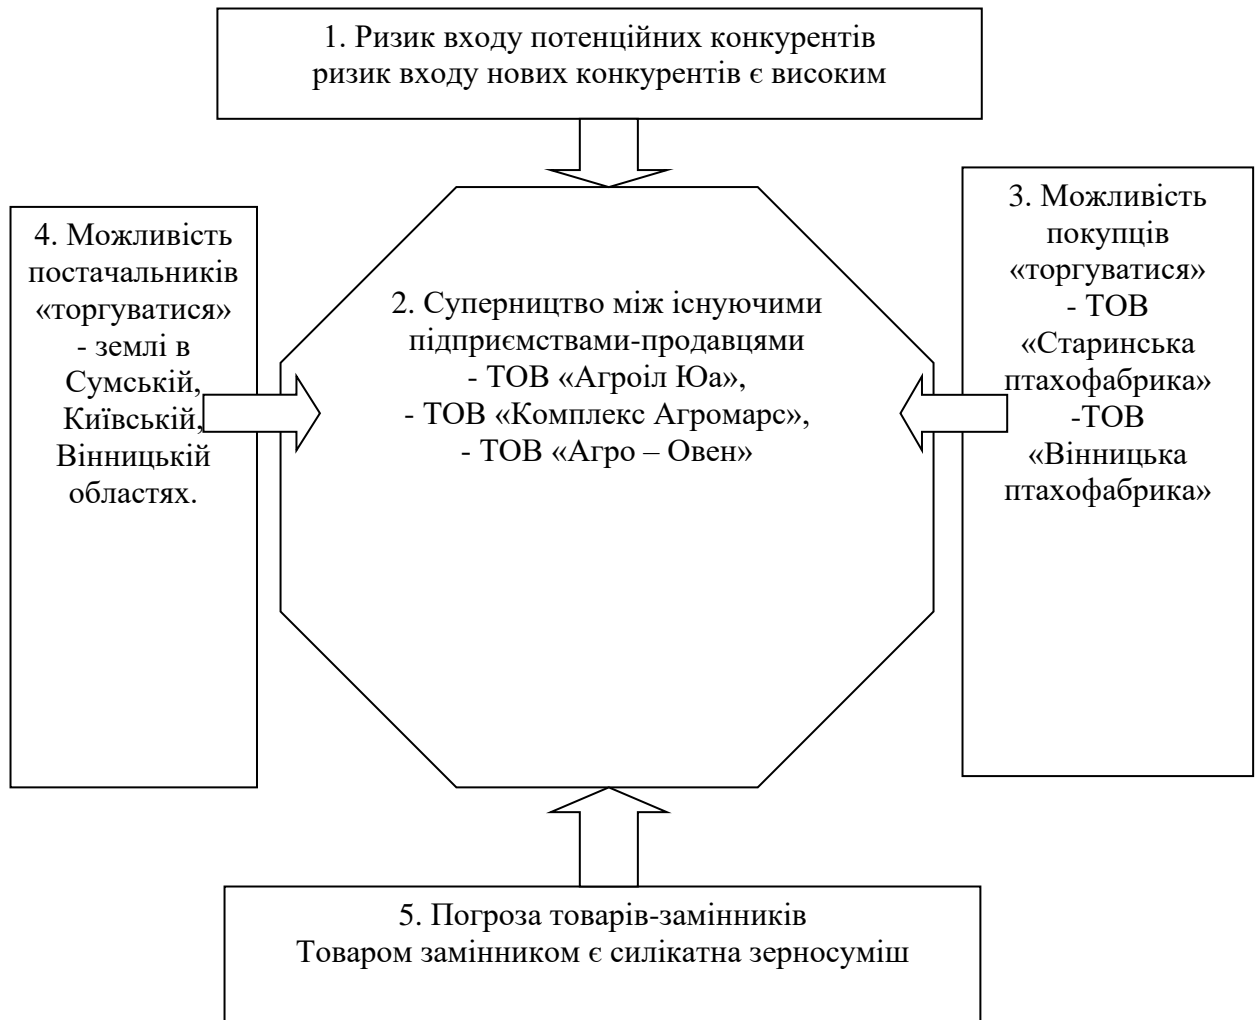 1. Ризик входу потенційних конкурентів
ризик входу нових конкурентів є високим
4. Можливість
постачальників
«торгуватися»
- землі в
Сумській,
Київській,
Вінницькій
областях.
2. Суперництво між існуючими
підприємствами-продавцями
- ТОВ «Агроіл Юа»,
- ТОВ «Комплекс Агромарс»,
- ТОВ «Агро – Овен»
3. Можливість
покупців
«торгуватися»
- ТОВ
«Старинська
птахофабрика»
-ТОВ
«Вінницька
птахофабрика»
5. Погроза товарів-замінників
Товаром замінником є силікатна зерносуміш